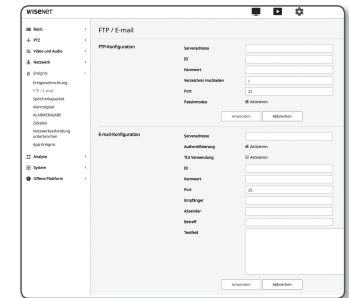 WISENET
Basic
PTZ
Video und Audio
Netzwerk
Ereignis
Ereigniseinrichtung
FTP / E-mail
Speicherkapazität
Alarmsignal
ALARMEINGABE
Zeitplan
Netzwerkverbindung
unterbrochen
App-Ereignis
Analyse
System
Offene Plattform
FTP / E-mail
FTP-Konfiguration
Serveradresse
ID
Kennwort
Verzeichnis Hochladen /
Port 21
Passivmodus Aktivieren
Anwenden Abbrechen
E-mail-Konfiguration
Serveradresse
Authentifizierung Aktivieren
TLS Verwendung Aktivieren
ID
Kennwort
Port 25
Empfänger
Absender
Betreff
Textfeld
Anwenden Abbrechen